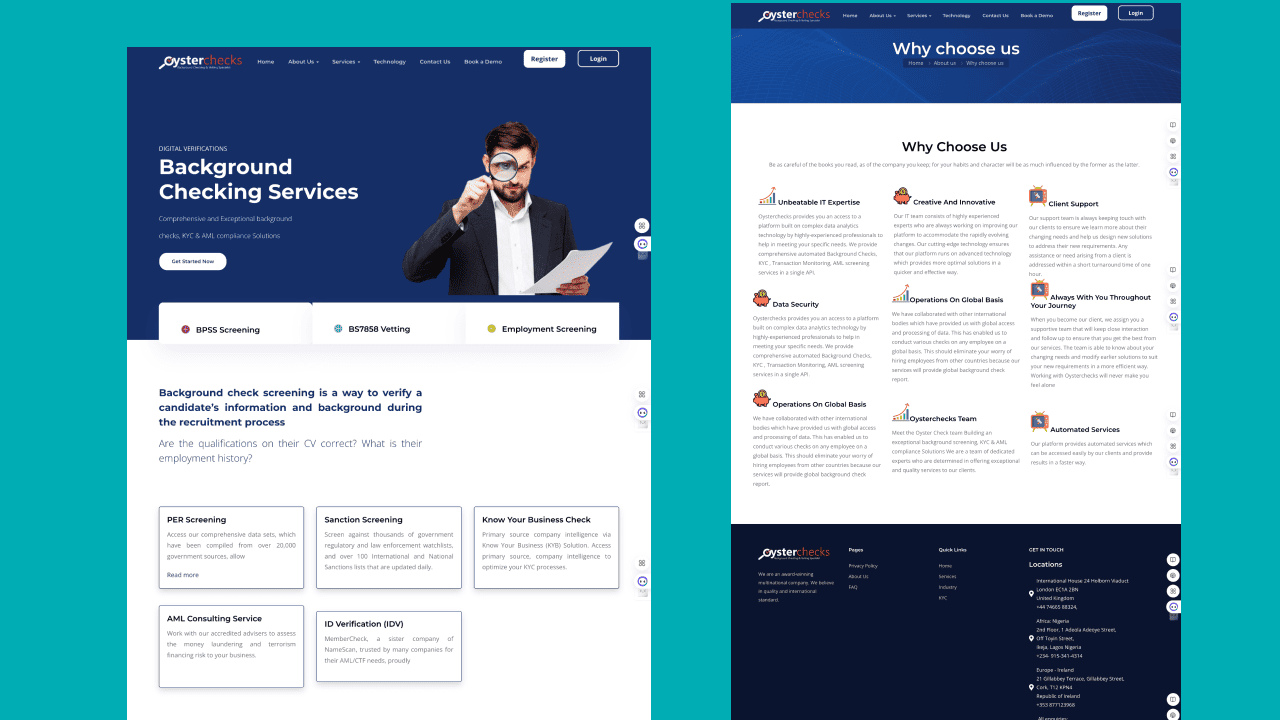 Oysterchecks
Background Checking & Vetting Specialist
Home
About Us
Services
Technology
Contact Us
Book a Demo
Register
Login
DIGITAL VERIFICATIONS
Background
Checking Services
Comprehensive and Exceptional background
checks, KYC & AML compliance Solutions
Get Started Now
BPSS Screening
BS7858 Vetting
Employment Screening
Background check screening is a way to verify a
candidate's information and background during
the recruitment process
Are the qualifications on their CV correct? What is their
employment history?
PER Screening
Access our comprehensive data sets, which
have been compiled from over 20,000
government sources, allow
Read more
Sanction Screening
Screen against thousands of government
regulatory and law enforcement watchlists,
and over 100 International and National
Sanctions lists that are updated daily.
Know Your Business Check
Primary source company intelligence via
Know Your Business (KYB) Solution. Access
primary source, company intelligence to
optimize your KYC processes.
AML Consulting Service
Work with our accredited advisers to assess
the money laundering and terrorism
financing risk to your business.
ID Verification (IDV)
MemberCheck, a sister company of
NameScan, trusted by many companies for
their AML/CTF needs, proudly
Oysterchecks
Home
About Us
Services
Technology
Contact Us
Book a Demo
Register
Login
Why choose us
Home
About us
Why choose us
Why Choose Us
Be as careful of the books you read, as of the company you keep; for your habits and character will be as much influenced by the former as the latter.
Unbeatable IT Expertise
Oysterchecks provides you an access to a
platform built on complex data analytics
technology by highly-experienced professionals to
help in meeting your specific needs. We provide
comprehensive automated Background Checks,
KYC , Transaction Monitoring, AML screening
services in a single API.
Creative And Innovative
Our IT team consists of highly experienced
experts who are always working on improving our
platform to accommodate the rapidly evolving
changes. Our cutting-edge technology ensures
that our platform runs on advanced technology
which provides more optimal solutions in a
quicker and effective way.
Client Support
Our support team is always keeping touch with
our clients to ensure we learn more about their
changing needs and help us design new solutions
to address their new requirements. Any
assistance or need arising from a client is
addressed within a short turnaround time of one
hour.
Data Security
Oysterchecks provides you an access to a platform
built on complex data analytics technology by
highly-experienced professionals to help in
meeting your specific needs. We provide
comprehensive automated Background Checks,
KYC , Transaction Monitoring, AML screening
services in a single API
Operations On Global Basis
We have collaborated with other international
bodies which have provided us with global access
and processing of data. This has enabled us to
conduct various checks on any employee on a
global basis. This should eliminate your worry of
hiring employees from other countries because our
services will provide global background check
report.
Always With You Throughout
Your Journey
When you become our client, we assign you a
supportive team that will keep close interaction
and follow up to ensure that you get the best from
our services. The team is able to know about your
changing needs and modify earlier solutions to suit
your new requirements in a more efficient way.
Working with Oysterchecks will never make you
feel alone
Operations On Global Basis
We have collaborated with other international
bodies which have provided us with global access
and processing of data. This has enabled us to
conduct various checks on any employee on a
global basis. This should eliminate your worry of
hiring employees from other countries because our
services will provide global background check
report.
Oysterchecks Team
Meet the Oyster Check team Building an
exceptional background screening, KYC & AML
compliance Solutions We are a team of dedicated
experts who are determined in offering exceptional
and quality services to our clients.
Automated Services
Our platform provides automated services which
can be accessed easily by our clients and provide
results in a faster way.
Oysterchecks
We are an award-winning
multinational company. We believe
in quality and international
standard.
Pages
Privacy Policy
About Us
FAQ
Quick Links
Home
Services
Industry
KYC
GET IN TOUCH
Locations
International House 24 Holborn Viaduct
London EC1A 2BN
United Kingdom
+44 74665 88324,
Africa: Nigeria
2nd Floor, 1 Adeola Adeoye Street,
Off Toyin Street,
Ikeja, Lagos Nigeria
+234- 915-341-4314
Europe - Ireland
21 Gillabbey Terrace, Gillabbey Street,
Cork, T12 KPN4
Republic of Ireland
+353 877123968
All enquiries: